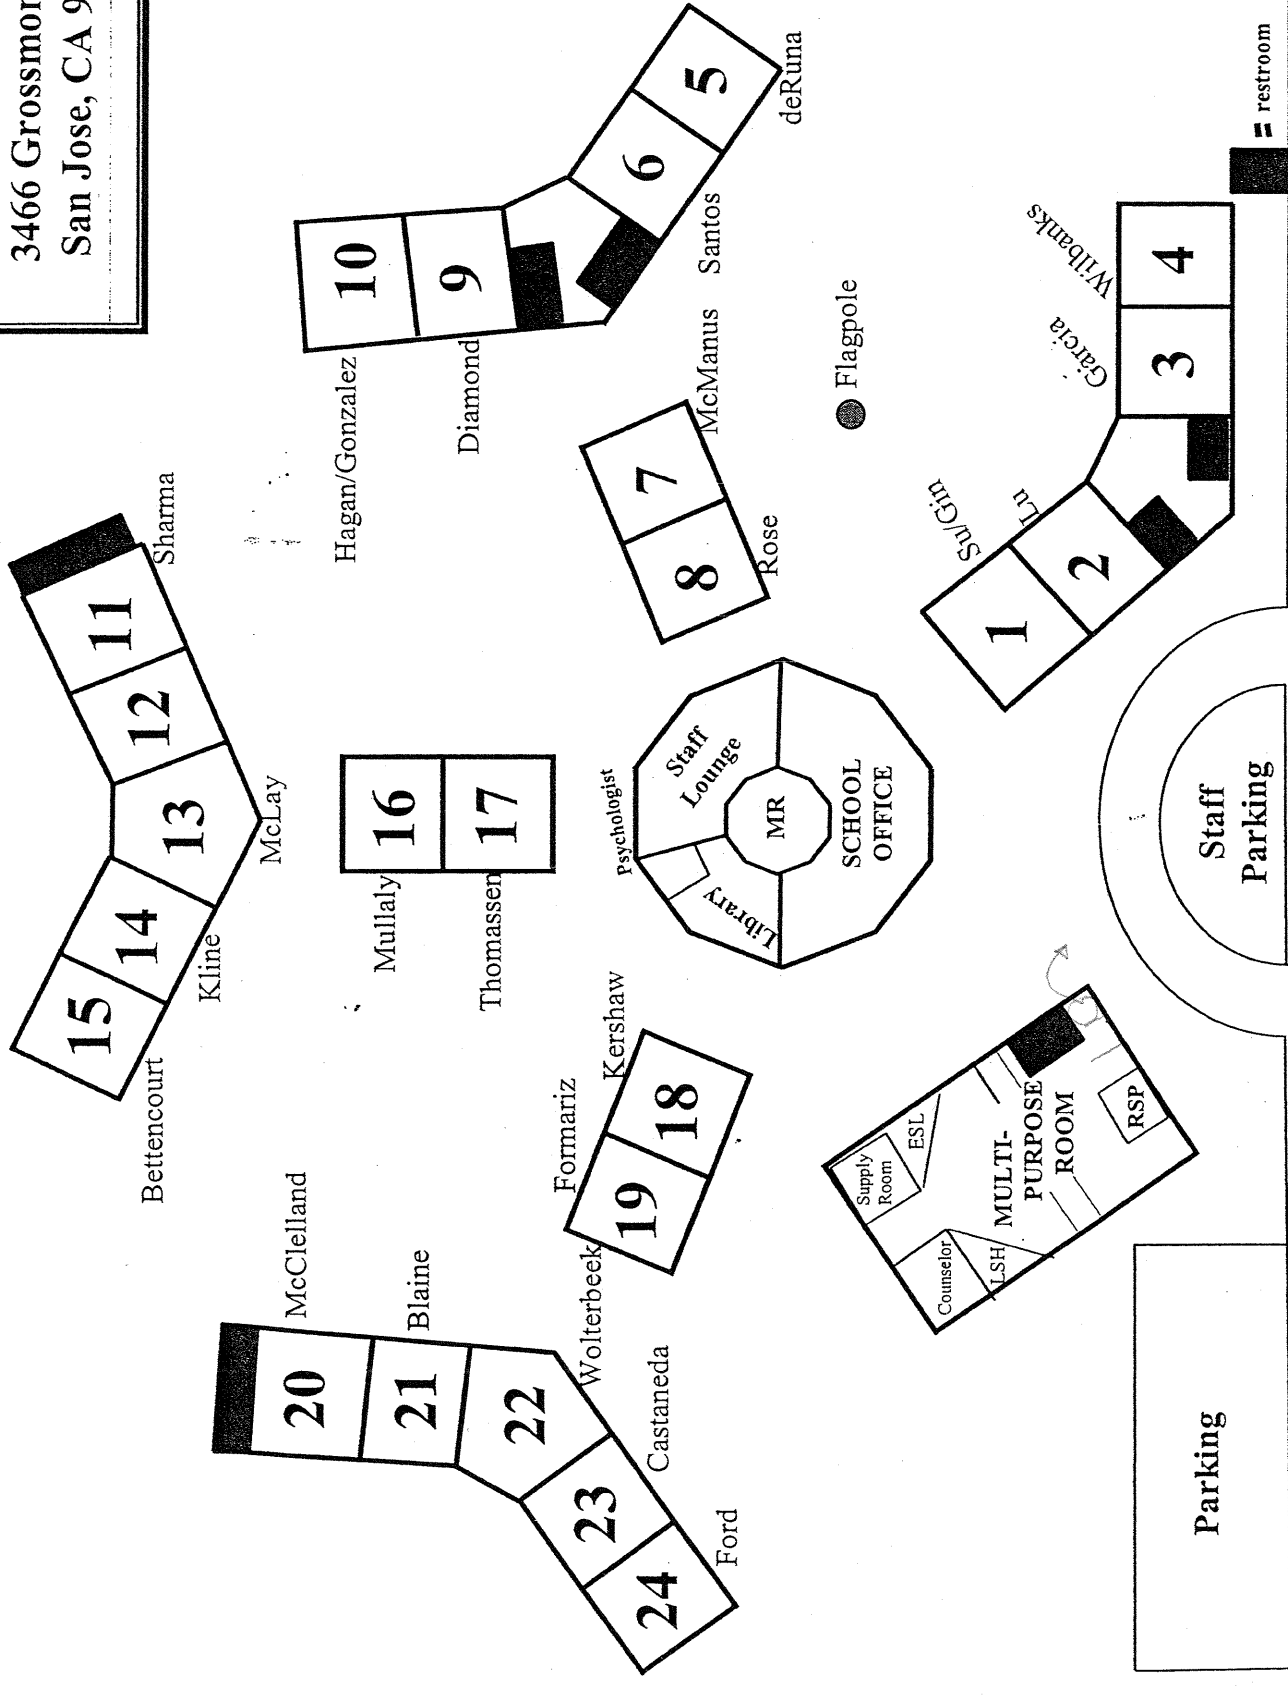 3466 Grossmor
San Jose, CA 9
15
14
13
12
11
Bettencourt
Kline
McLay
Sharma
20
21
22
23
24
McClelland
Blaine
Wolterbeek
Castaneda
Ford
16
17
Mullaly
Thomassen
10
9
Hagan/Gonzalez
Diamond
6
5
Santos
deRuna
19
18
Formariz
Kershaw
8
7
Rose
McManus
Psychologist
Staff
Lounge
Library
MR
SCHOOL
OFFICE
Flagpole
Supply
Room
ESL
Counselor
LSH
MULTI-
PURPOSE
ROOM
RSP
Su/Gin
Lu
Garcia
Wilbanks
1
2
3
4
Parking
Staff
Parking
= restroom